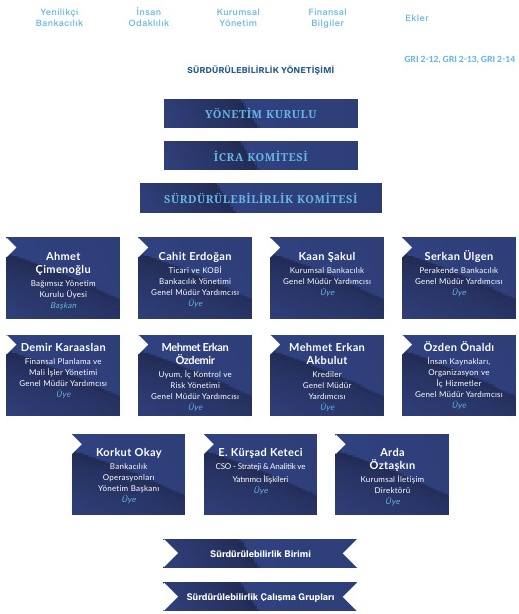 Yenilikçi
Bankacılık
İnsan
Odaklılık
Kurumsal
Yönetim
Finansal
Bilgiler
Ekler
GRI 2-12, GRI 2-13, GRI 2-14
SÜRDÜRÜLEBİLİRLİK YÖNETİŞİMİ
YÖNETİM KURULU
İCRA KOMİTESİ
SÜRDÜRÜLEBİLİRLİK KOMİTESİ
Ahmet
Çimenoğlu
Bağımsız Yönetim
Kurulu Üyesi
Başkan
Cahit Erdoğan
Ticari ve KOBİ
Bankacılık Yönetimi
Genel Müdür Yardımcısı
Üye
Kaan Şakul
Kurumsal Bankacılık
Genel Müdür Yardımcısı
Üye
Serkan Ülgen
Perakende Bankacılık
Genel Müdür Yardımcısı
Üye
Demir Karaaslan
Finansal Planlama ve
Mali İşler Yönetimi
Genel Müdür Yardımcısı
Üye
Mehmet Erkan
Özdemir
Uyum, İç Kontrol ve
Risk Yönetimi
Genel Müdür Yardımcısı
Üye
Mehmet Erkan
Akbulut
Krediler
Genel Müdür
Yardımcısı
Üye
Özden Önaldı
İnsan Kaynakları,
Organizasyon ve
İç Hizmetler
Genel Müdür Yardımcısı
Üye
Korkut Okay
Bankacılık
Operasyonları
Yönetim Başkanı
Üye
E. Kürşad Keteci
CSO - Strateji & Analitik ve
Yatırımcı İlişkileri
Üye
Arda
Öztaşkın
Kurumsal İletişim
Direktörü
Üye
Sürdürülebilirlik Birimi
Sürdürülebilirlik Çalışma Grupları